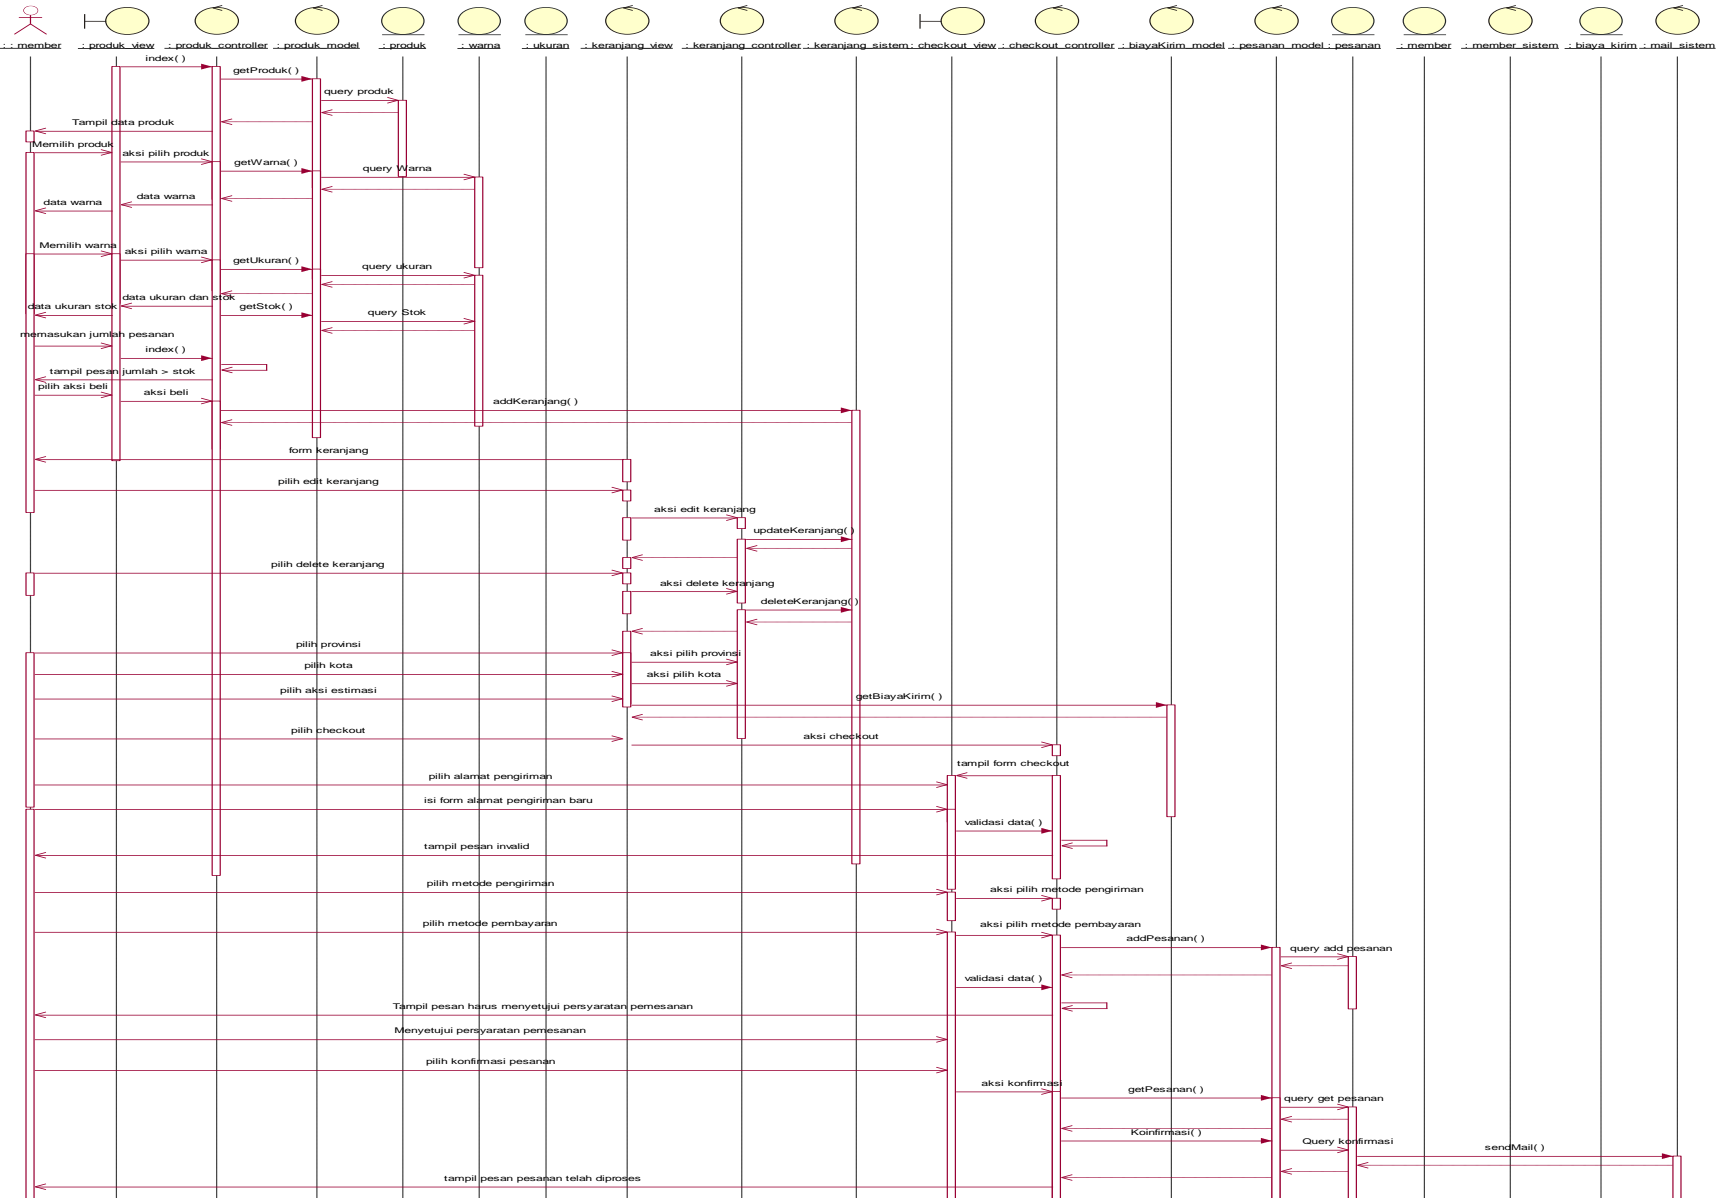 : : member : produk_view : produk_controller : produk_model : produk : warna : ukuran : keranjang_view : keranjang_controller : keranjang_sistem : checkout_view : checkout_controller : biayaKirim_model : pesanan_model : pesanan : member : member_sistem : biaya_kirim : mail_sistem
index( )
getProduk( )
query produk
Tampil data produk
Memilih produk
aksi pilih produk
getWarna( )
query Warna
data warna
data warna
Memilih warna
aksi pilih warna
getUkuran( )
query ukuran
data ukuran dan stok
data ukuran stok
getStok( )
query Stok
memasukan jumlah pesanan
index( )
tampil pesan jumlah > stok
pilih aksi beli
aksi beli
addKeranjang( )
form keranjang
pilih edit keranjang
aksi edit keranjang
updateKeranjang( )
pilih delete keranjang
aksi delete keranjang
deleteKeranjang( )
pilih provinsi
aksi pilih provinsi
pilih kota
aksi pilih kota
pilih aksi estimasi
getBiayaKirim( )
pilih checkout
aksi checkout
tampil form checkout
pilih alamat pengiriman
isi form alamat pengiriman baru
validasi data( )
tampil pesan invalid
pilih metode pengiriman
aksi pilih metode pengiriman
pilih metode pembayaran
aksi pilih metode pembayaran
addPesanan( )
query add pesanan
validasi data( )
Tampil pesan harus menyetujui persyaratan pemesanan
Menyetujui persyaratan pemesanan
pilih konfirmasi pesanan
aksi konfirmasi
getPesanan( )
query get pesanan
Koinfirmasi( )
Query konfirmasi
sendMail( )
tampil pesan pesanan telah diproses